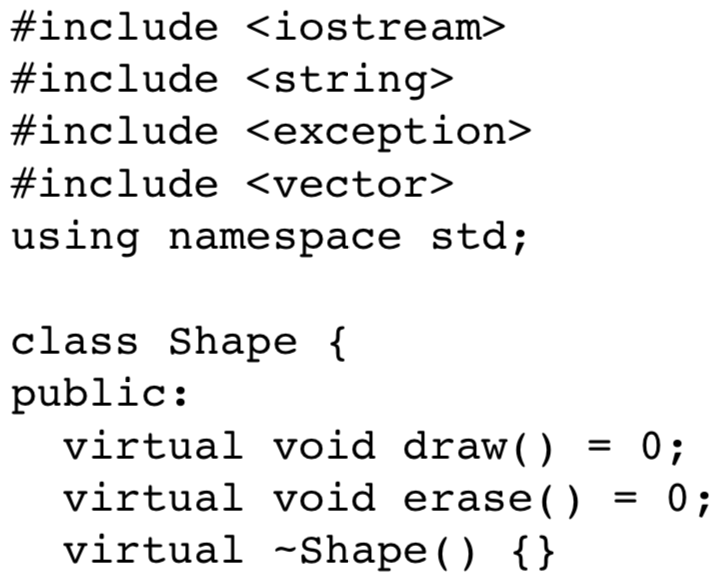 #include <iostream>
#include <string>
#include <exception>
#include <vector>
using namespace std;

class Shape {
public:
  virtual void draw() = 0;
  virtual void erase() = 0;
  virtual ~Shape() {}